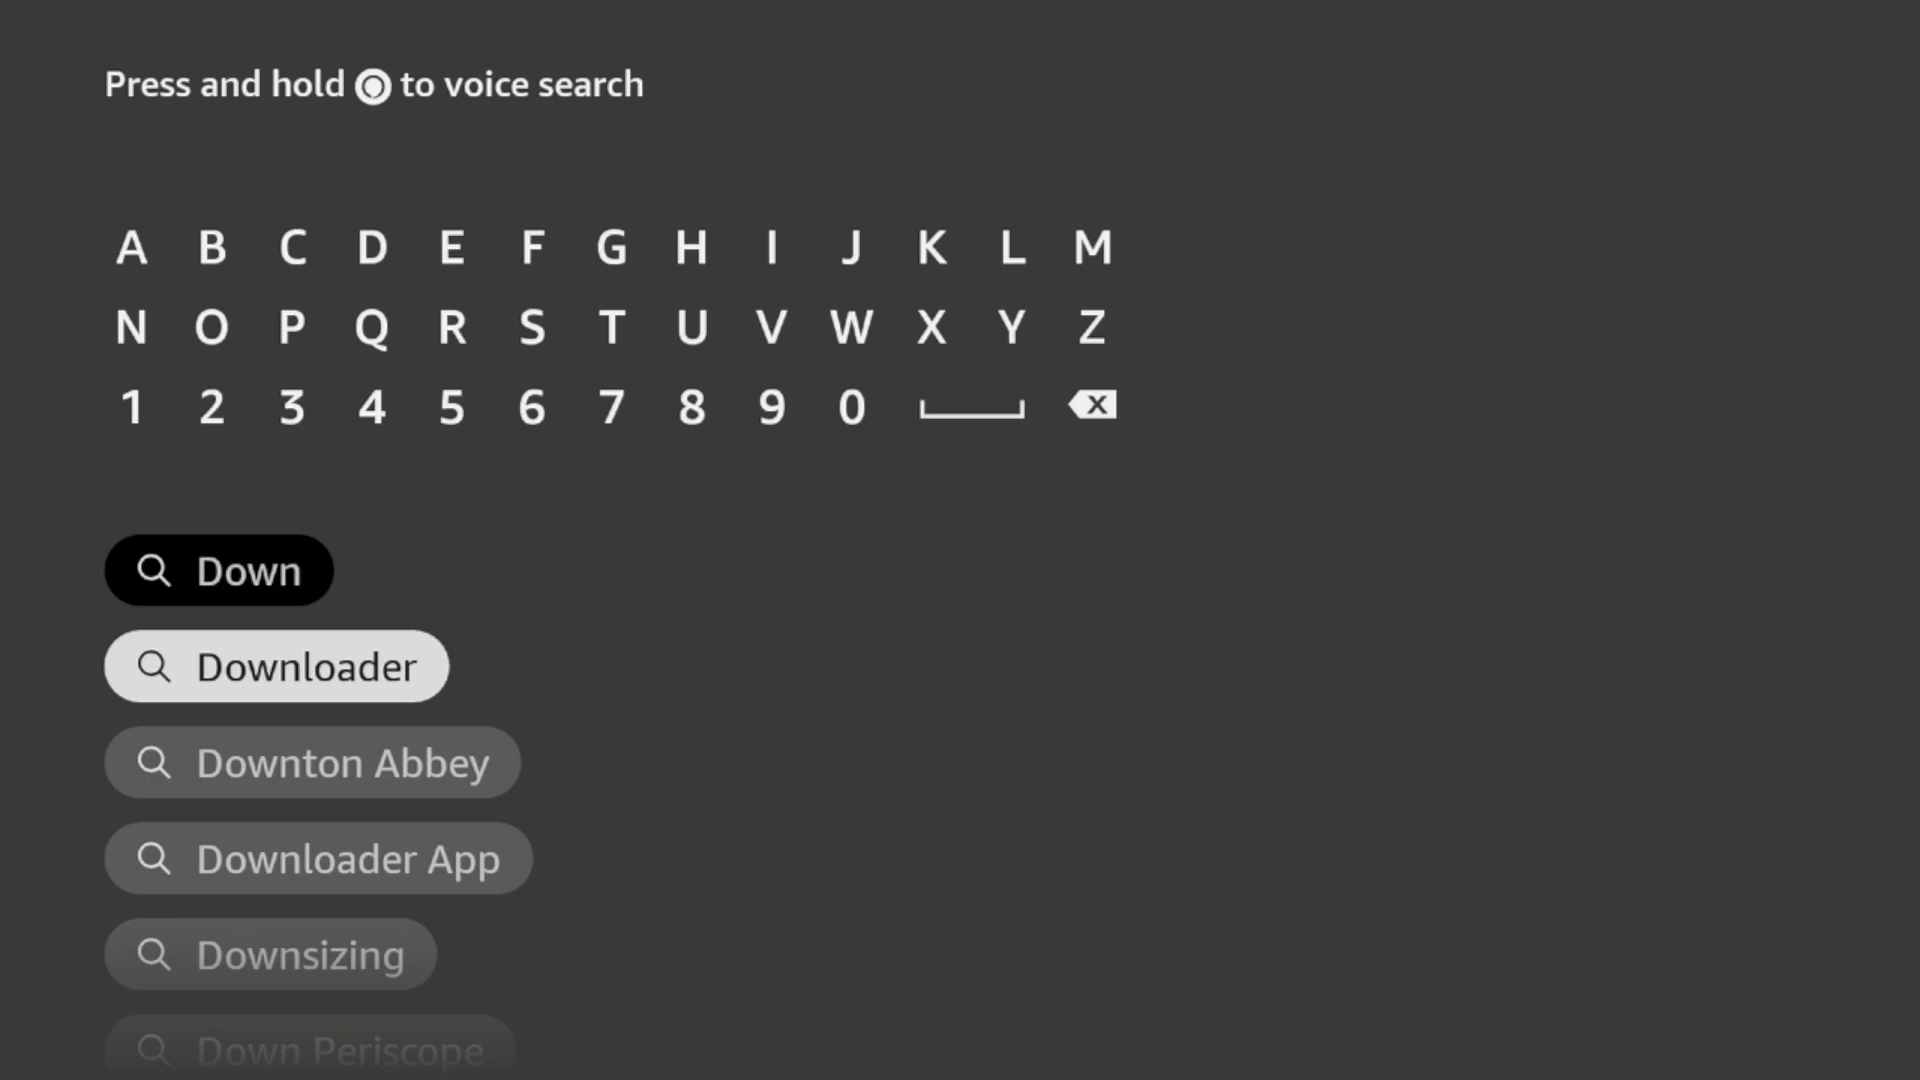 Press and hold to voice search
A B C D E F G H I J K L M
N O P Q R S T U V W X Y Z
1 2 3 4 5 6 7 8 9 0
Down
Downloader
Downton Abbey
Downloader App
Downsizing
Down Periscope